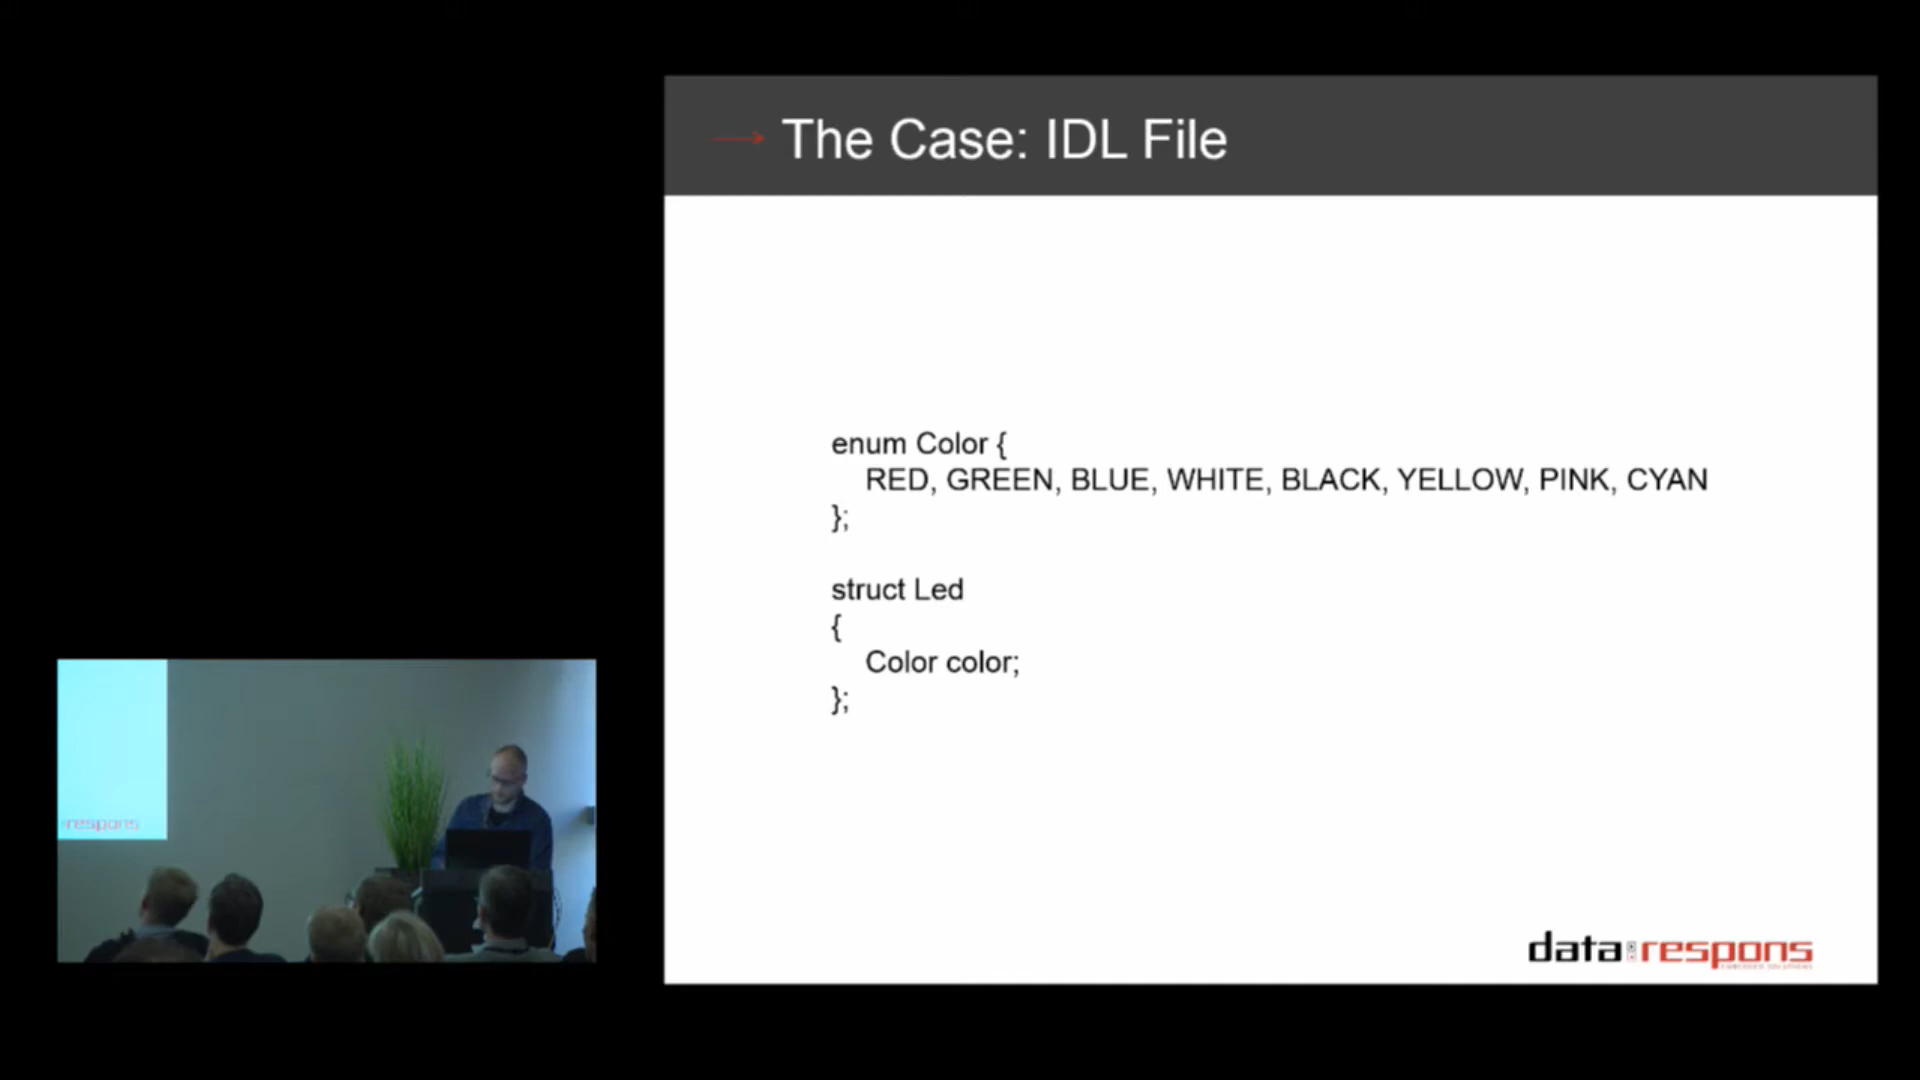 The Case: IDL File
enum Color {
RED, GREEN, BLUE, WHITE, BLACK, YELLOW, PINK, CYAN
};
struct Led
{
Color color;
};
data respons
respons